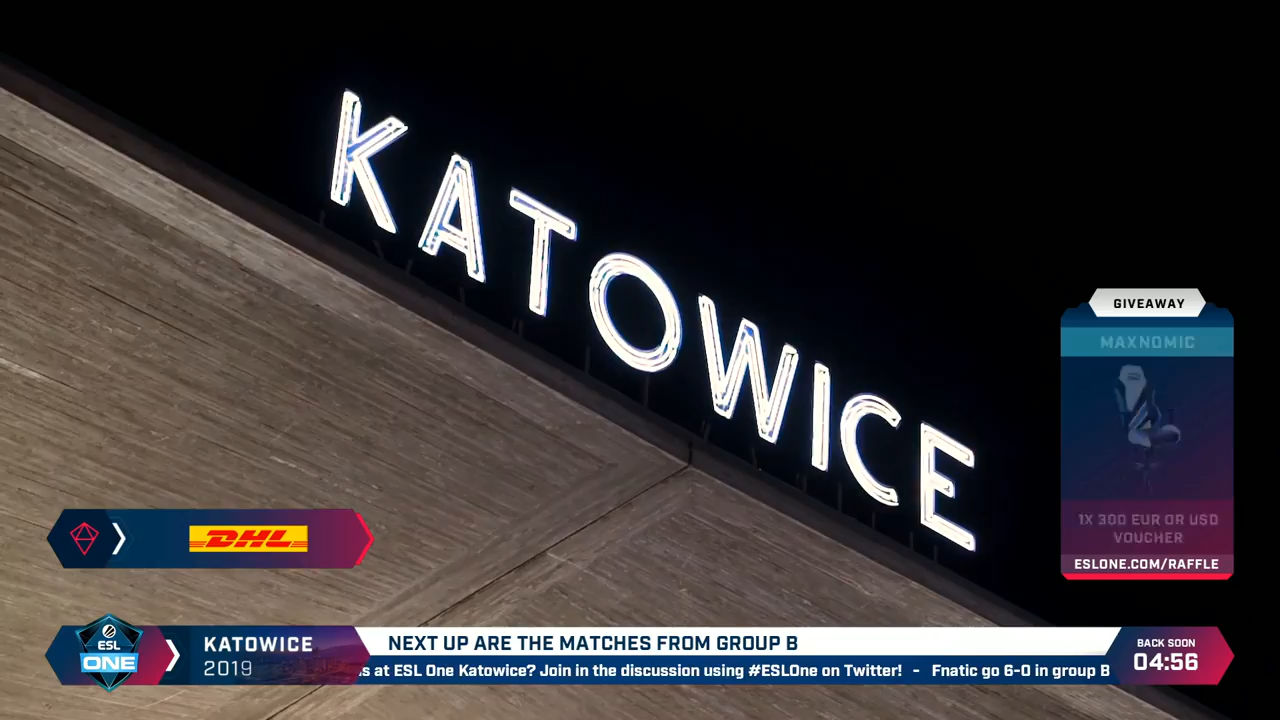 KATOWICE
GIVEAWAY
MAXNOMIC
1X 300 EUR OR USD
VOUCHER
ESLONE.COM/RAFFLE
DHL
ESL
ONE
KATOWICE
2019
NEXT UP ARE THE MATCHES FROM GROUP B
at ESL One Katowice? Join in the discussion using #ESLOne on Twitter! - Fnatic go 6-0 in group B
BACK SOON
04:56